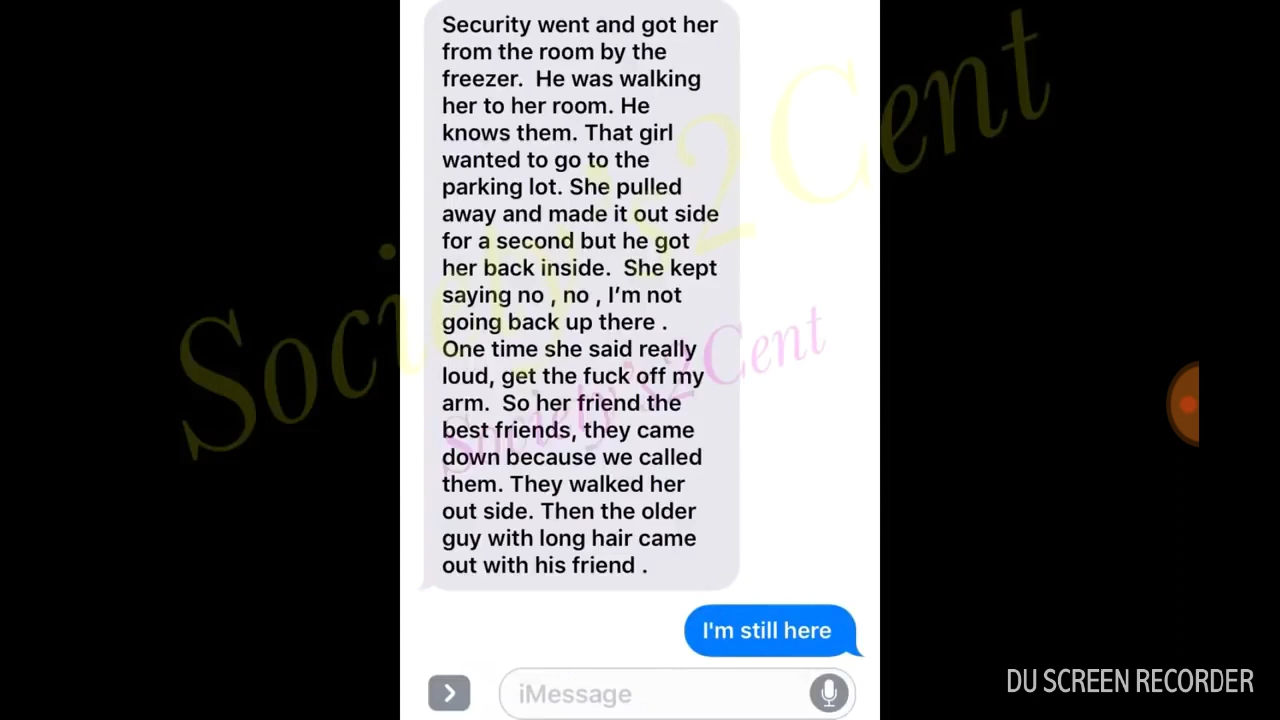 Security went and got her
from the room by the
freezer.  He was walking
her to her room. He
knows them. That girl
wanted to go to the
parking lot. She pulled
away and made it out side
for a second but he got
her back inside.  She kept
saying no , no , I’m not
going back up there .
One time she said really
loud, get the fuck off my
arm.  So her friend the
best friends, they came
down because we called
them. They walked her
out side. Then the older
guy with long hair came
out with his friend .
I'm still here
iMessage
Society's2Cent
Society's2Cent
DU SCREEN RECORDER